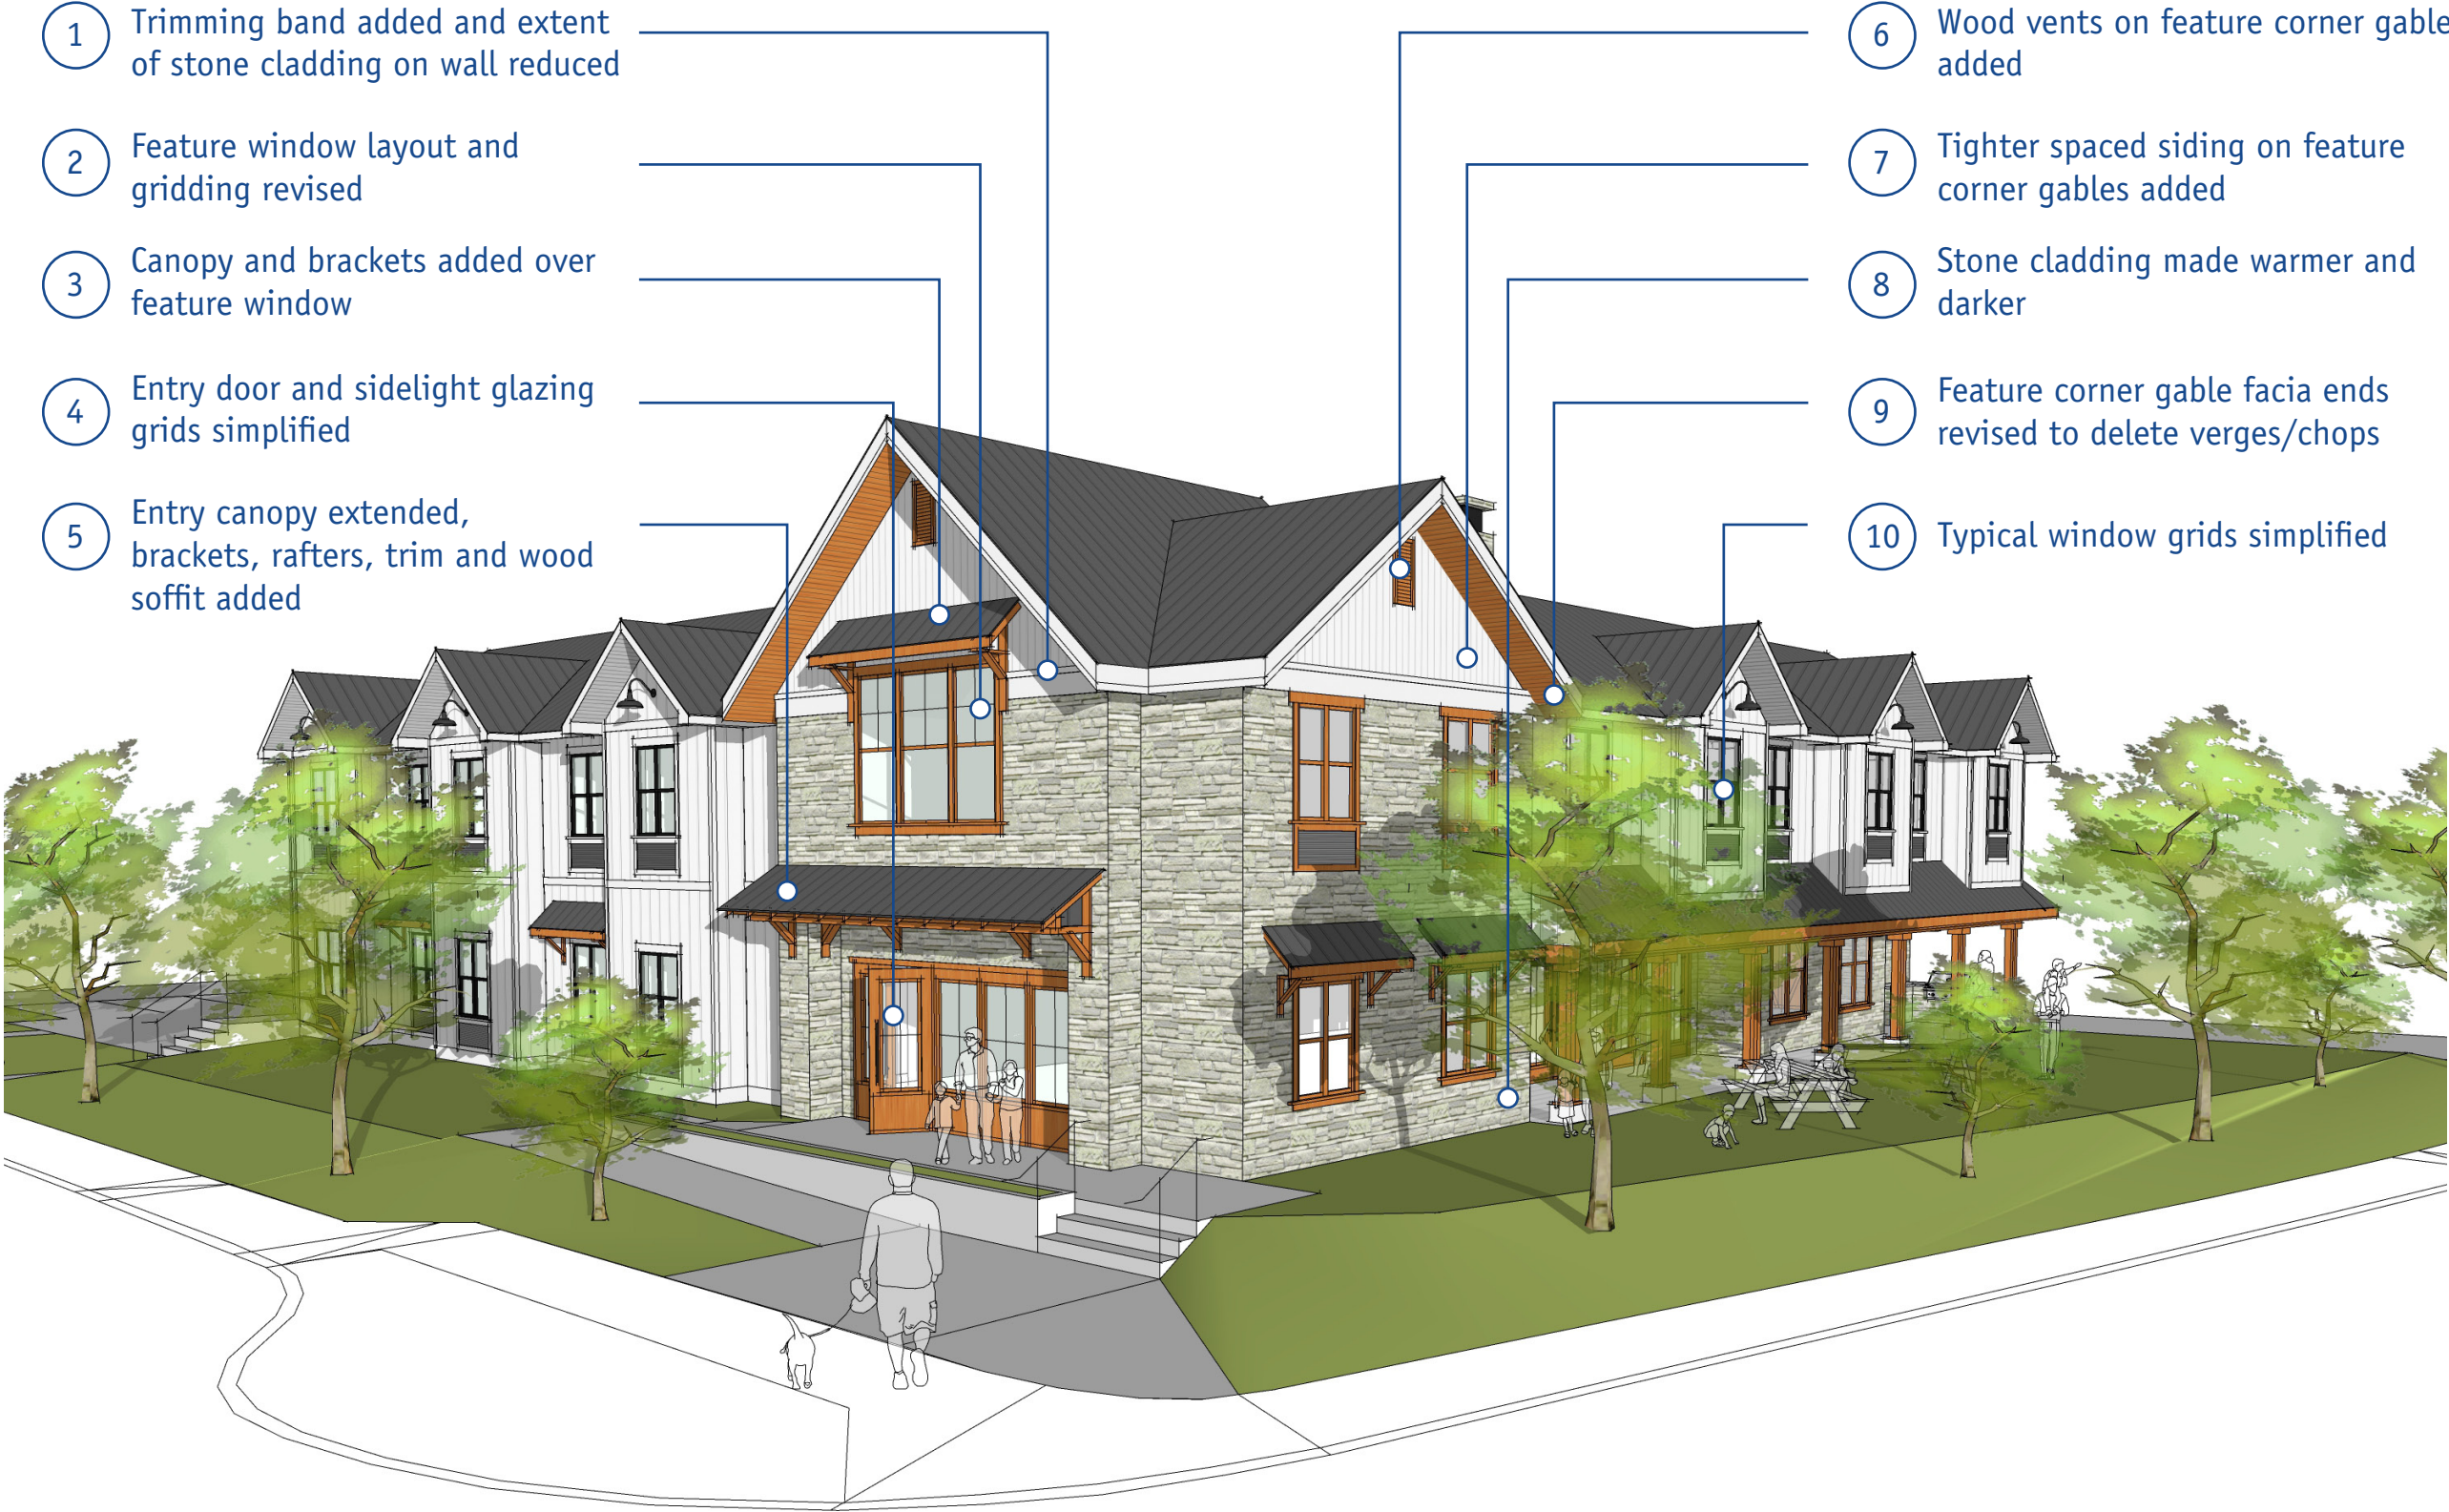 1
Trimming band added and extent
of stone cladding on wall reduced
2
Feature window layout and
gridding revised
3
Canopy and brackets added over
feature window
4
Entry door and sidelight glazing
grids simplified
5
Entry canopy extended,
brackets, rafters, trim and wood
soffit added
6
Wood vents on feature corner gable
added
7
Tighter spaced siding on feature
corner gables added
8
Stone cladding made warmer and
darker
9
Feature corner gable facia ends
revised to delete verges/chops
10
Typical window grids simplified